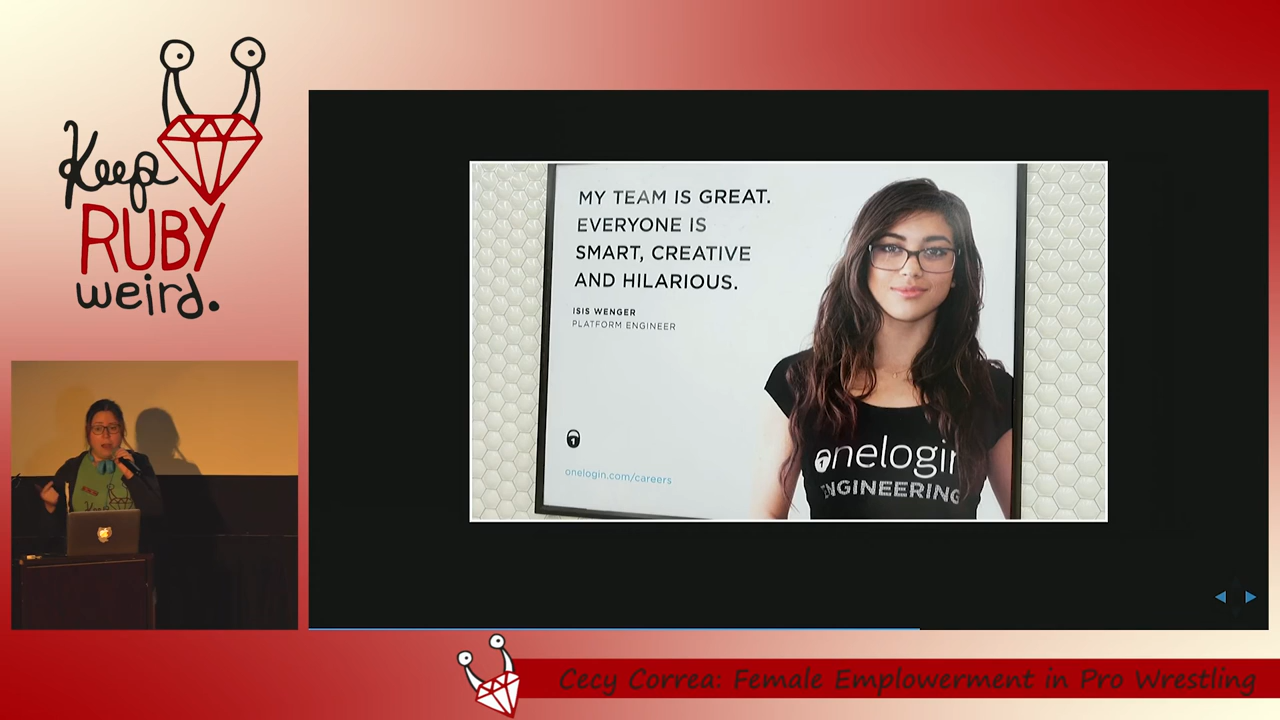 Keep
RUBY
weird.
MY TEAM IS GREAT.
EVERYONE IS
SMART, CREATIVE
AND HILARIOUS.
ISIS WENGER
PLATFORM ENGINEER
onelogin.com/careers
onelogin
ENGINEERING
Cecy Correa: Female Emplowerment in Pro Wrestling